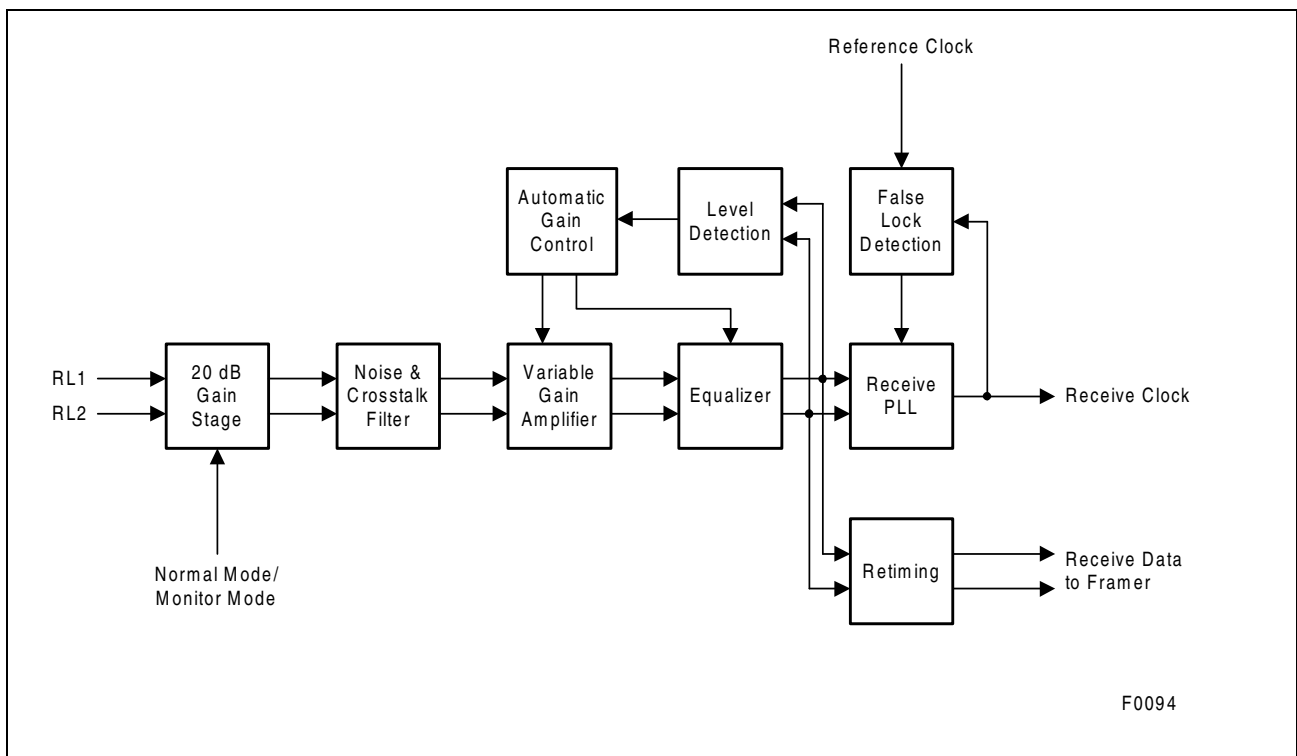 Reference Clock
Automatic
Gain
Control
Level
Detection
False
Lock
Detection
RL1
RL2
20 dB
Gain
Stage
Noise &
Crosstalk
Filter
Variable
Gain
Amplifier
Equalizer
Receive
PLL
Receive Clock
Normal Mode/
Monitor Mode
Retiming
Receive Data
to Framer
F0094